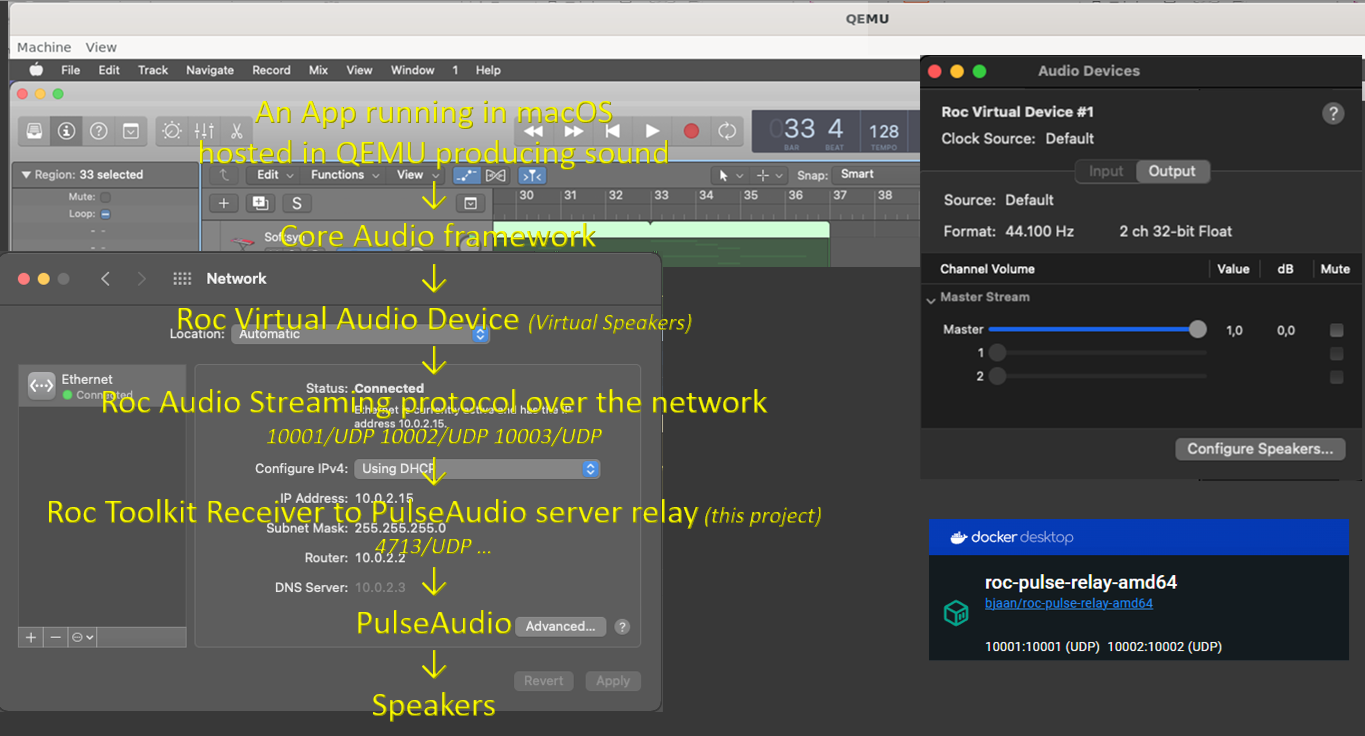 QEMU
Machine View
File Edit Track Navigate Record Mix View Window 1 Help
An App running in macOS
hosted in QEMU producing sound
33 4
BAR BEAT
128
TEMPO
Region: 33 selected
Mute:
Loop:
Edit Functions View
Snap: Smart
S
30 31 32 33 34 35 36 37 38
Softsyn
Core Audio framework
Network
Roc Virtual Audio Device (Virtual Speakers)
Location: Automatic
Ethernet
Connected
Status: Connected
Roc Audio Streaming protocol over the network
Ethernet is currently active and has the IP
address 10.0.2.15.
10001/UDP 10002/UDP 10003/UDP
Configure IPv4: Using DHCP
IP Address: 10.0.2.15
Roc Toolkit Receiver to PulseAudio server relay (this project)
Subnet Mask: 255.255.255.0
4713/UDP ...
Router: 10.0.2.2
DNS Server: 10.0.2.3
PulseAudio
Advanced... ?
Revert Apply
Speakers
Audio Devices
Roc Virtual Device #1
?
Clock Source: Default
Input Output
Source: Default
Format: 44.100 Hz 2 ch 32-bit Float
Channel Volume Value dB Mute
Master Stream
Master 1,0 0,0
1
2
Configure Speakers...
docker desktop
roc-pulse-relay-amd64
bjaan/roc-pulse-relay-amd64
10001:10001 (UDP) 10002:10002 (UDP)